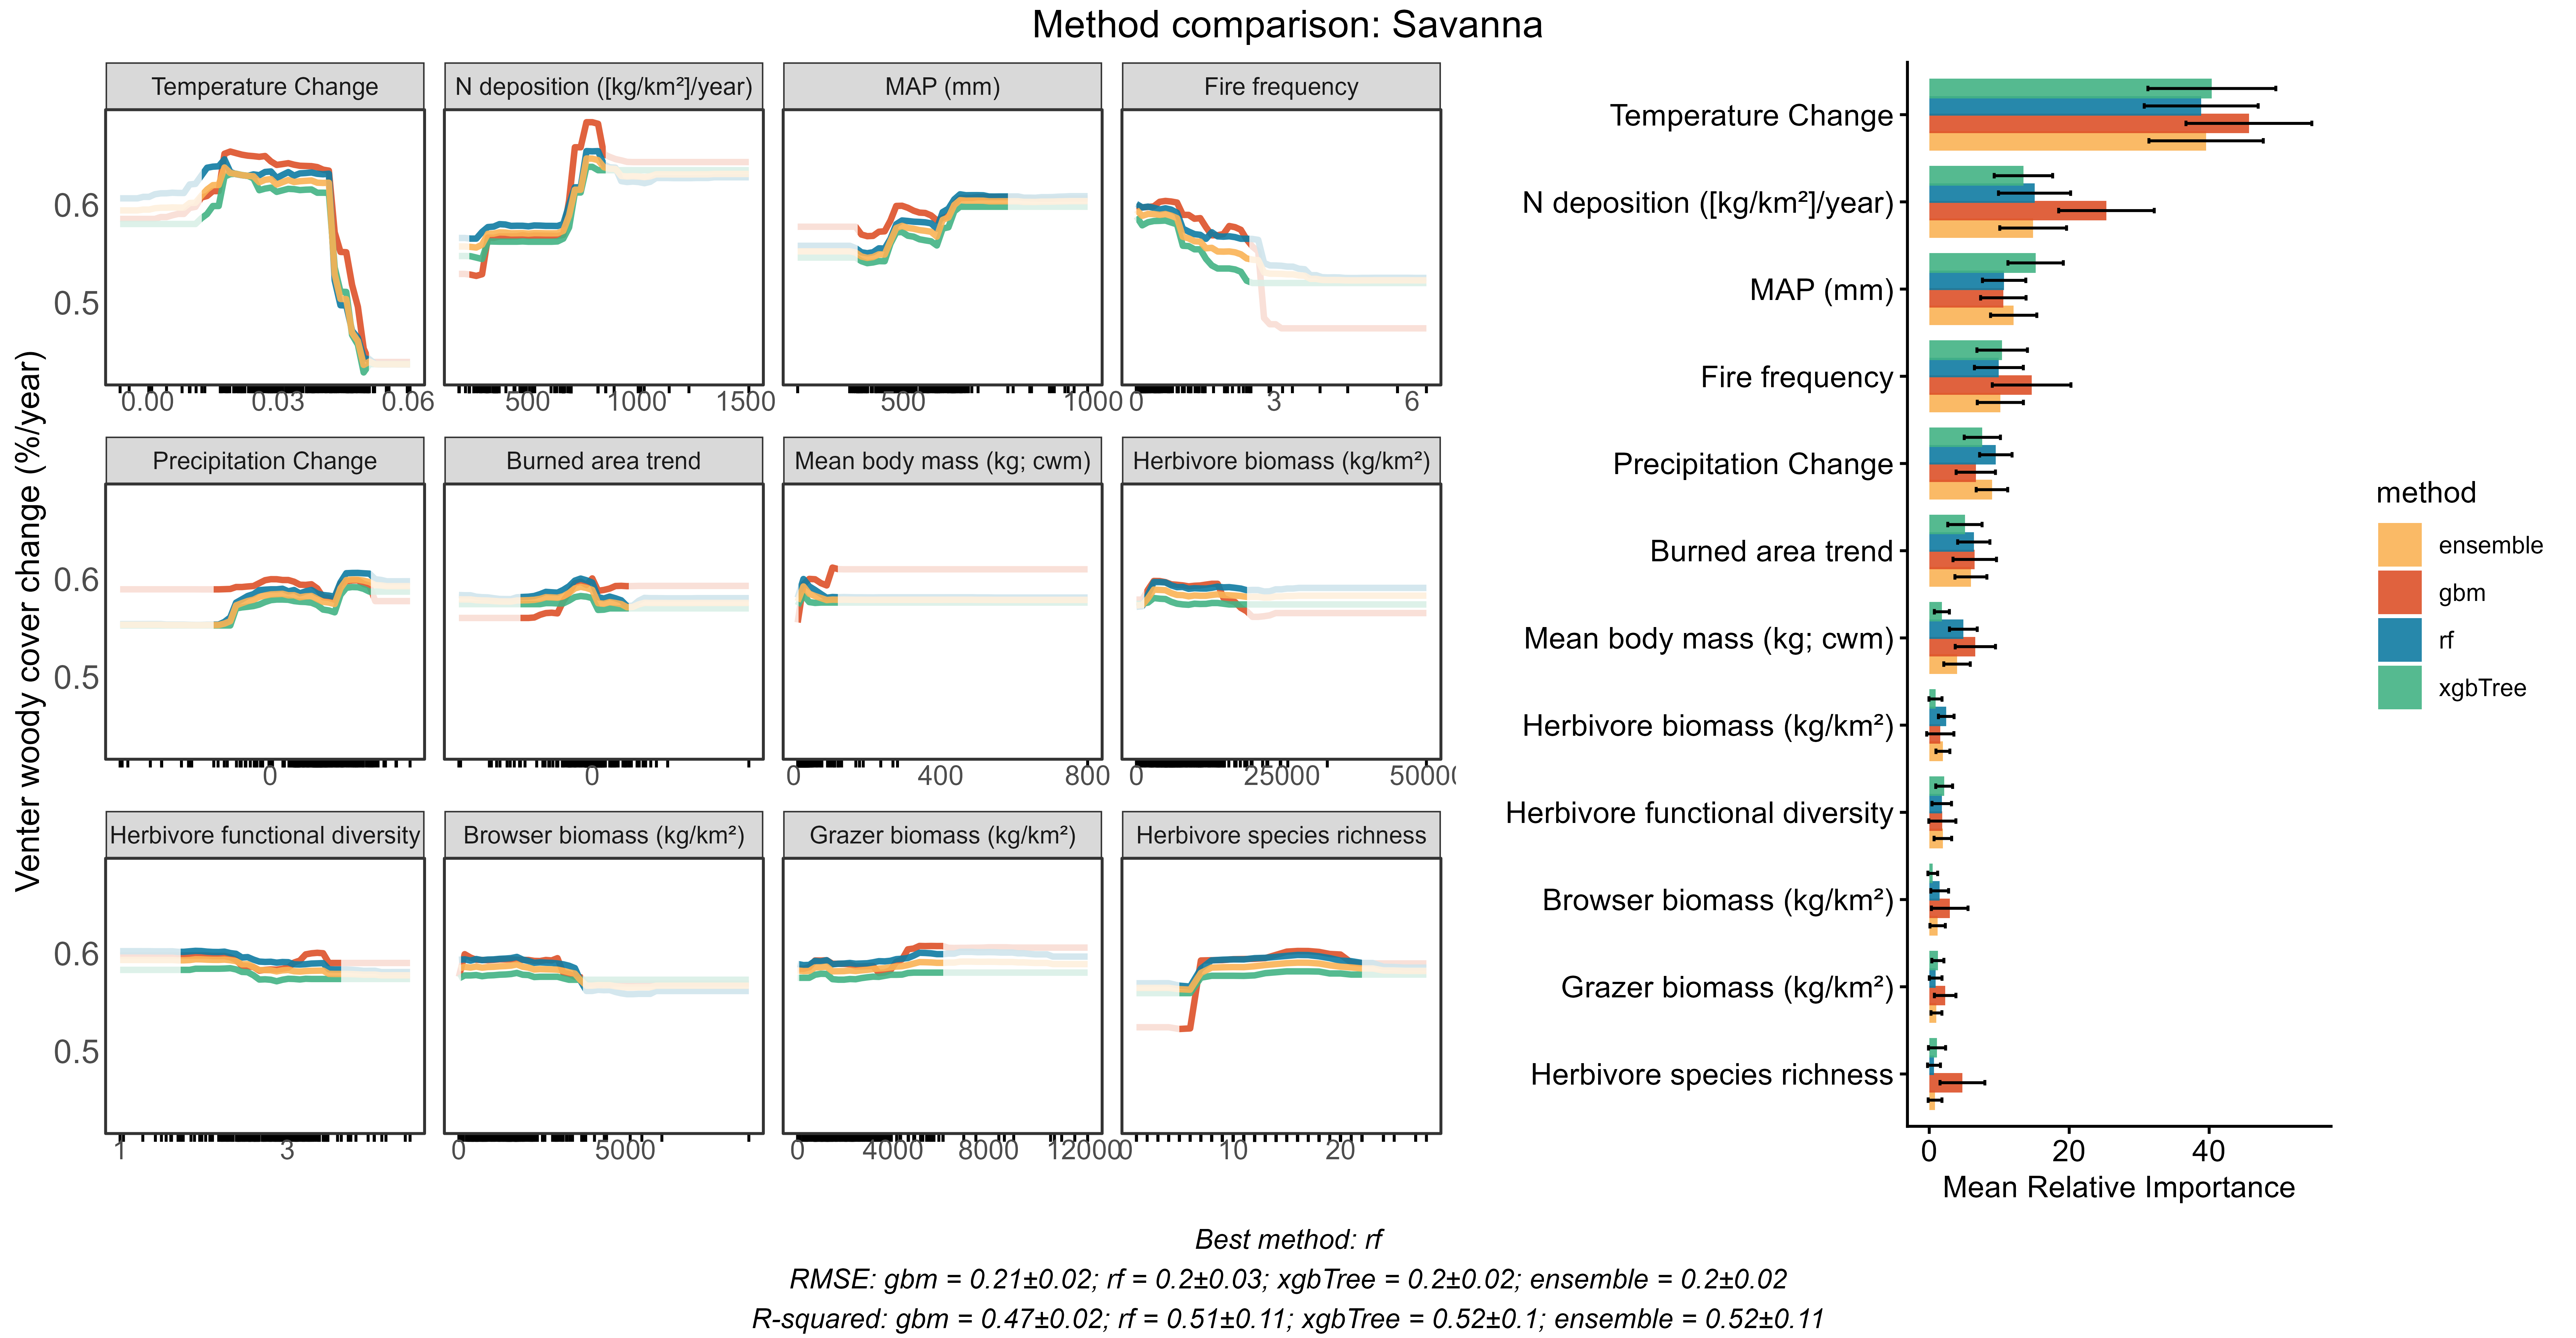 Method comparison: Savanna
Venter woody cover change (%/year)
Temperature Change
N deposition ([kg/km²]/year)
MAP (mm)
Fire frequency
0.6
0.5
0.00 0.03 0.06
500 1000 1500
500 1000
0 3 6
Precipitation Change
Burned area trend
Mean body mass (kg; cwm)
Herbivore biomass (kg/km²)
0.6
0.5
0
0
0 400 800
0 25000 50000
Herbivore functional diversity
Browser biomass (kg/km²)
Grazer biomass (kg/km²)
Herbivore species richness
0.6
0.5
1 3
0 5000
0 4000 8000 12000
0 10 20
Temperature Change
N deposition ([kg/km²]/year)
MAP (mm)
Fire frequency
Precipitation Change
Burned area trend
Mean body mass (kg; cwm)
Herbivore biomass (kg/km²)
Herbivore functional diversity
Browser biomass (kg/km²)
Grazer biomass (kg/km²)
Herbivore species richness
0 20 40
Mean Relative Importance
method
ensemble
gbm
rf
xgbTree
Best method: rf
RMSE: gbm = 0.21±0.02; rf = 0.2±0.03; xgbTree = 0.2±0.02; ensemble = 0.2±0.02
R-squared: gbm = 0.47±0.02; rf = 0.51±0.11; xgbTree = 0.52±0.1; ensemble = 0.52±0.11